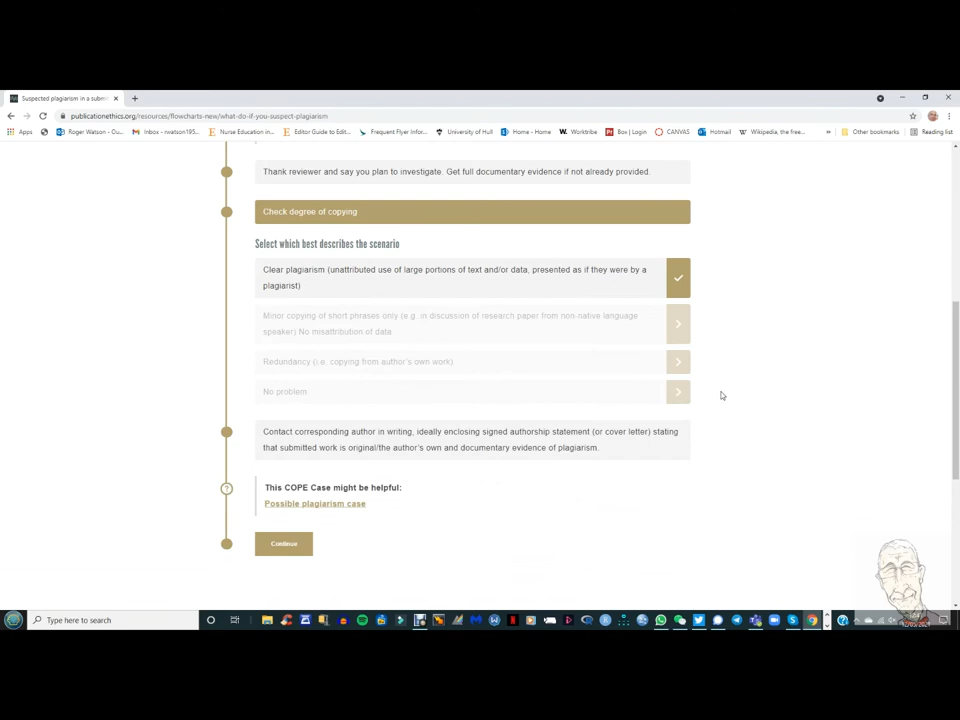 Suspected plagiarism in a subm
publicationethics.org/resources/flowcharts-new/what-do-if-you-suspect-plagiarism
Apps
Roger Watson - Ou...
Inbox - rwatson195...
Nurse Education in...
Editor Guide to Edit...
Frequent Flyer Infor...
University of Hull
Home - Home
Worktribe
Box | Login
CANVAS
Hotmail
Wikipedia, the free...
»
Other bookmarks
Reading list
Thank reviewer and say you plan to investigate. Get full documentary evidence if not already provided.
Check degree of copying
Select which best describes the scenario
Clear plagiarism (unattributed use of large portions of text and/or data, presented as if they were by a
plagiarist)
Minor copying of short phrases only (e.g. in discussion of research paper from non-native language
speaker) No misattribution of data
Redundancy (i.e. copying from author's own work)
No problem
Contact corresponding author in writing, ideally enclosing signed authorship statement (or cover letter) stating
that submitted work is original/the author's own and documentary evidence of plagiarism.
?
This COPE Case might be helpful:
Possible plagiarism case
Continue
Type here to search